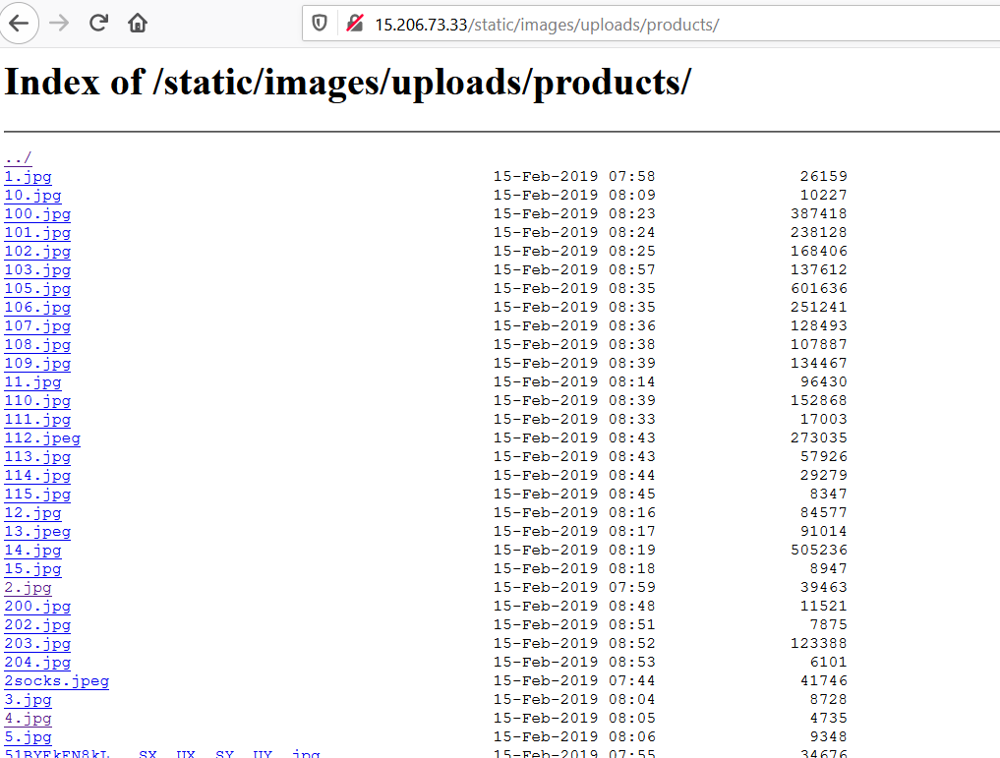 15.206.73.33/static/images/uploads/products/
Index of /static/images/uploads/products/
../
1.jpg 15-Feb-2019 07:58 26159
10.jpg 15-Feb-2019 08:09 10227
100.jpg 15-Feb-2019 08:23 387418
101.jpg 15-Feb-2019 08:24 238128
102.jpg 15-Feb-2019 08:25 168406
103.jpg 15-Feb-2019 08:57 137612
105.jpg 15-Feb-2019 08:35 601636
106.jpg 15-Feb-2019 08:35 251241
107.jpg 15-Feb-2019 08:36 128493
108.jpg 15-Feb-2019 08:38 107887
109.jpg 15-Feb-2019 08:39 134467
11.jpg 15-Feb-2019 08:14 96430
110.jpg 15-Feb-2019 08:39 152868
111.jpg 15-Feb-2019 08:33 17003
112.jpeg 15-Feb-2019 08:43 273035
113.jpg 15-Feb-2019 08:43 57926
114.jpg 15-Feb-2019 08:44 29279
115.jpg 15-Feb-2019 08:45 8347
12.jpg 15-Feb-2019 08:16 84577
13.jpeg 15-Feb-2019 08:17 91014
14.jpg 15-Feb-2019 08:19 505236
15.jpg 15-Feb-2019 08:18 8947
2.jpg 15-Feb-2019 07:59 39463
200.jpg 15-Feb-2019 08:48 11521
202.jpg 15-Feb-2019 08:51 7875
203.jpg 15-Feb-2019 08:52 123388
204.jpg 15-Feb-2019 08:53 6101
2socks.jpeg 15-Feb-2019 07:44 41746
3.jpg 15-Feb-2019 08:04 8728
4.jpg 15-Feb-2019 08:05 4735
5.jpg 15-Feb-2019 08:06 9348
15-Feb-2019 07:55 34676